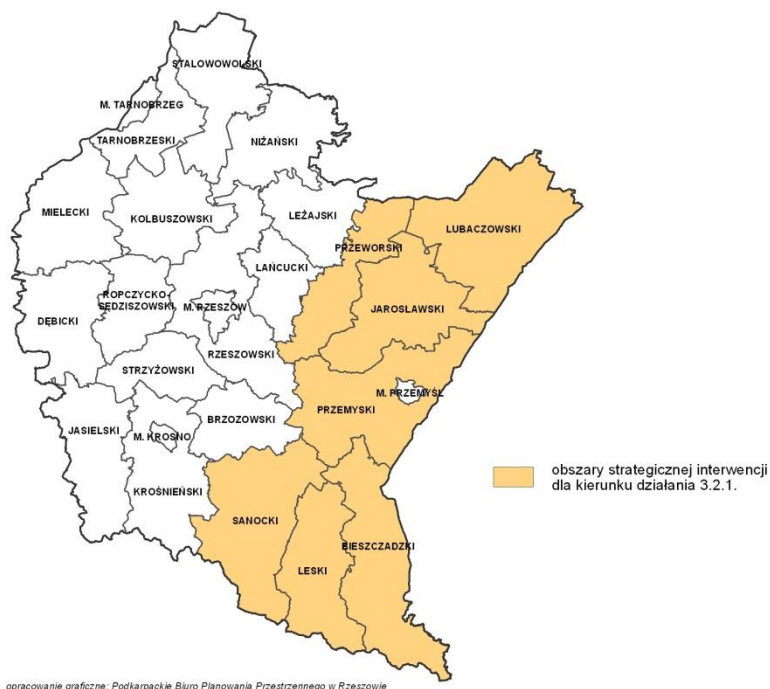 STALOWOWOLSKI
M. TARNOBRZEG
TARNOBRZESKI
NIŻAŃSKI
MIELECKI
KOLBUSZOWSKI
LEŻAJSKI
LUBACZOWSKI
PRZEWORSKI
ŁAŃCUCKI
ROPCZYCKO-
SĘDZISZOWSKI
M. RZESZÓW
JAROSŁAWSKI
DĘBICKI
RZESZOWSKI
STRZYŻOWSKI
M. PRZEMYŚL
PRZEMYSKI
BRZOZOWSKI
JASIELSKI
M. KROSNO
KROŚNIEŃSKI
SANOCKI
BIESZCZADZKI
LESKI
obszary strategicznej interwencji
dla kierunku działania 3.2.1.
opracowanie graficzne: Podkarpackie Biuro Planowania Przestrzennego w Rzeszowie